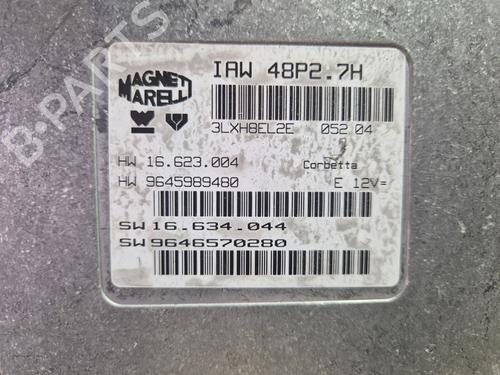 B-PARTS
MAGNETI
MARELLI
IAW 48P2.7H
3LXH8EL2E 052 04
HW 16.623.004 Corbetta
HW 9645989480 E 12V=
SW 16.634.044
SW 9646570280